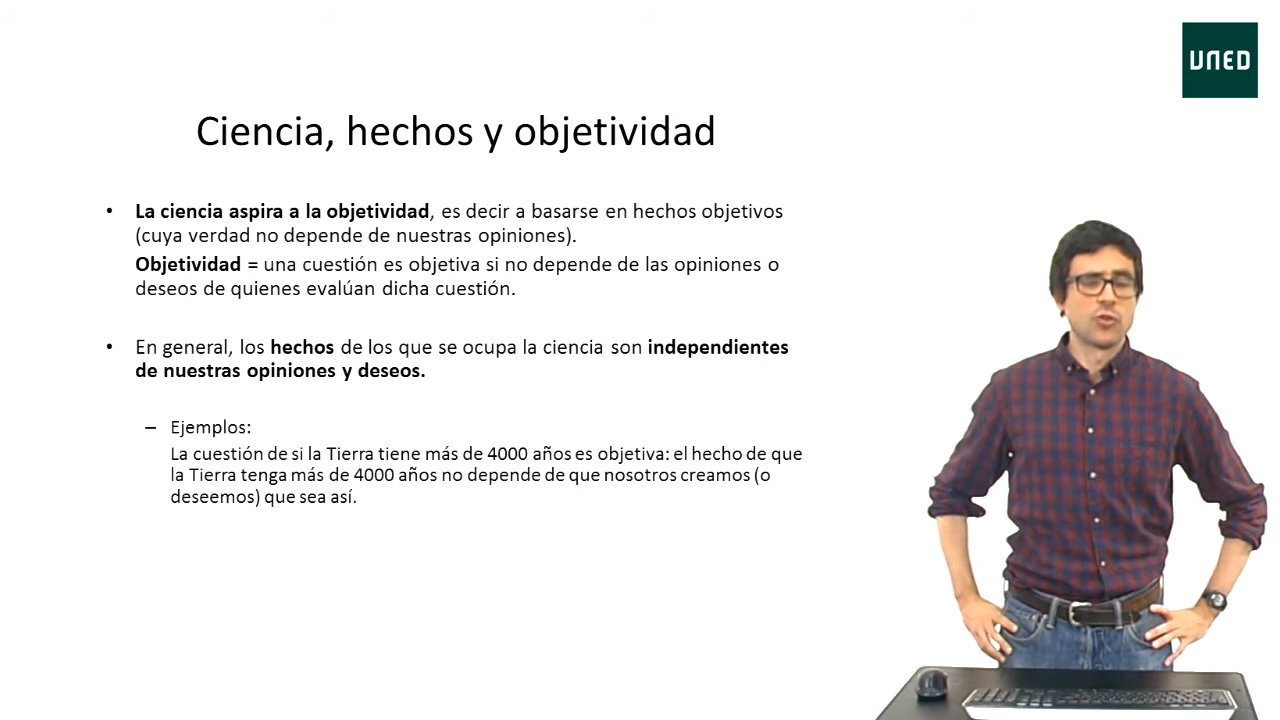 UNED
Ciencia, hechos y objetividad
• La ciencia aspira a la objetividad, es decir a basarse en hechos objetivos
(cuya verdad no depende de nuestras opiniones).
Objetividad = una cuestión es objetiva si no depende de las opiniones o
deseos de quienes evalúan dicha cuestión.
• En general, los hechos de los que se ocupa la ciencia son independientes
de nuestras opiniones y deseos.
– Ejemplos:
La cuestión de si la Tierra tiene más de 4000 años es objetiva: el hecho de que
la Tierra tenga más de 4000 años no depende de que nosotros creamos (o
deseemos) que sea así.